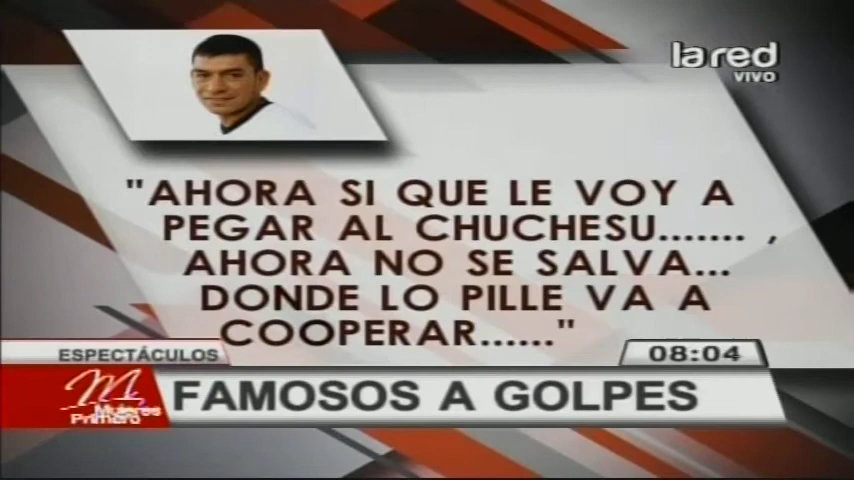 la red
VIVO
"AHORA SI QUE LE VOY A
PEGAR AL CHUCHESU....... ,
AHORA NO SE SALVA...
DONDE LO PILLE VA A
COOPERAR......"
ESPECTÁCULOS
08:04
M
Mujeres
Primero
FAMOSOS A GOLPES